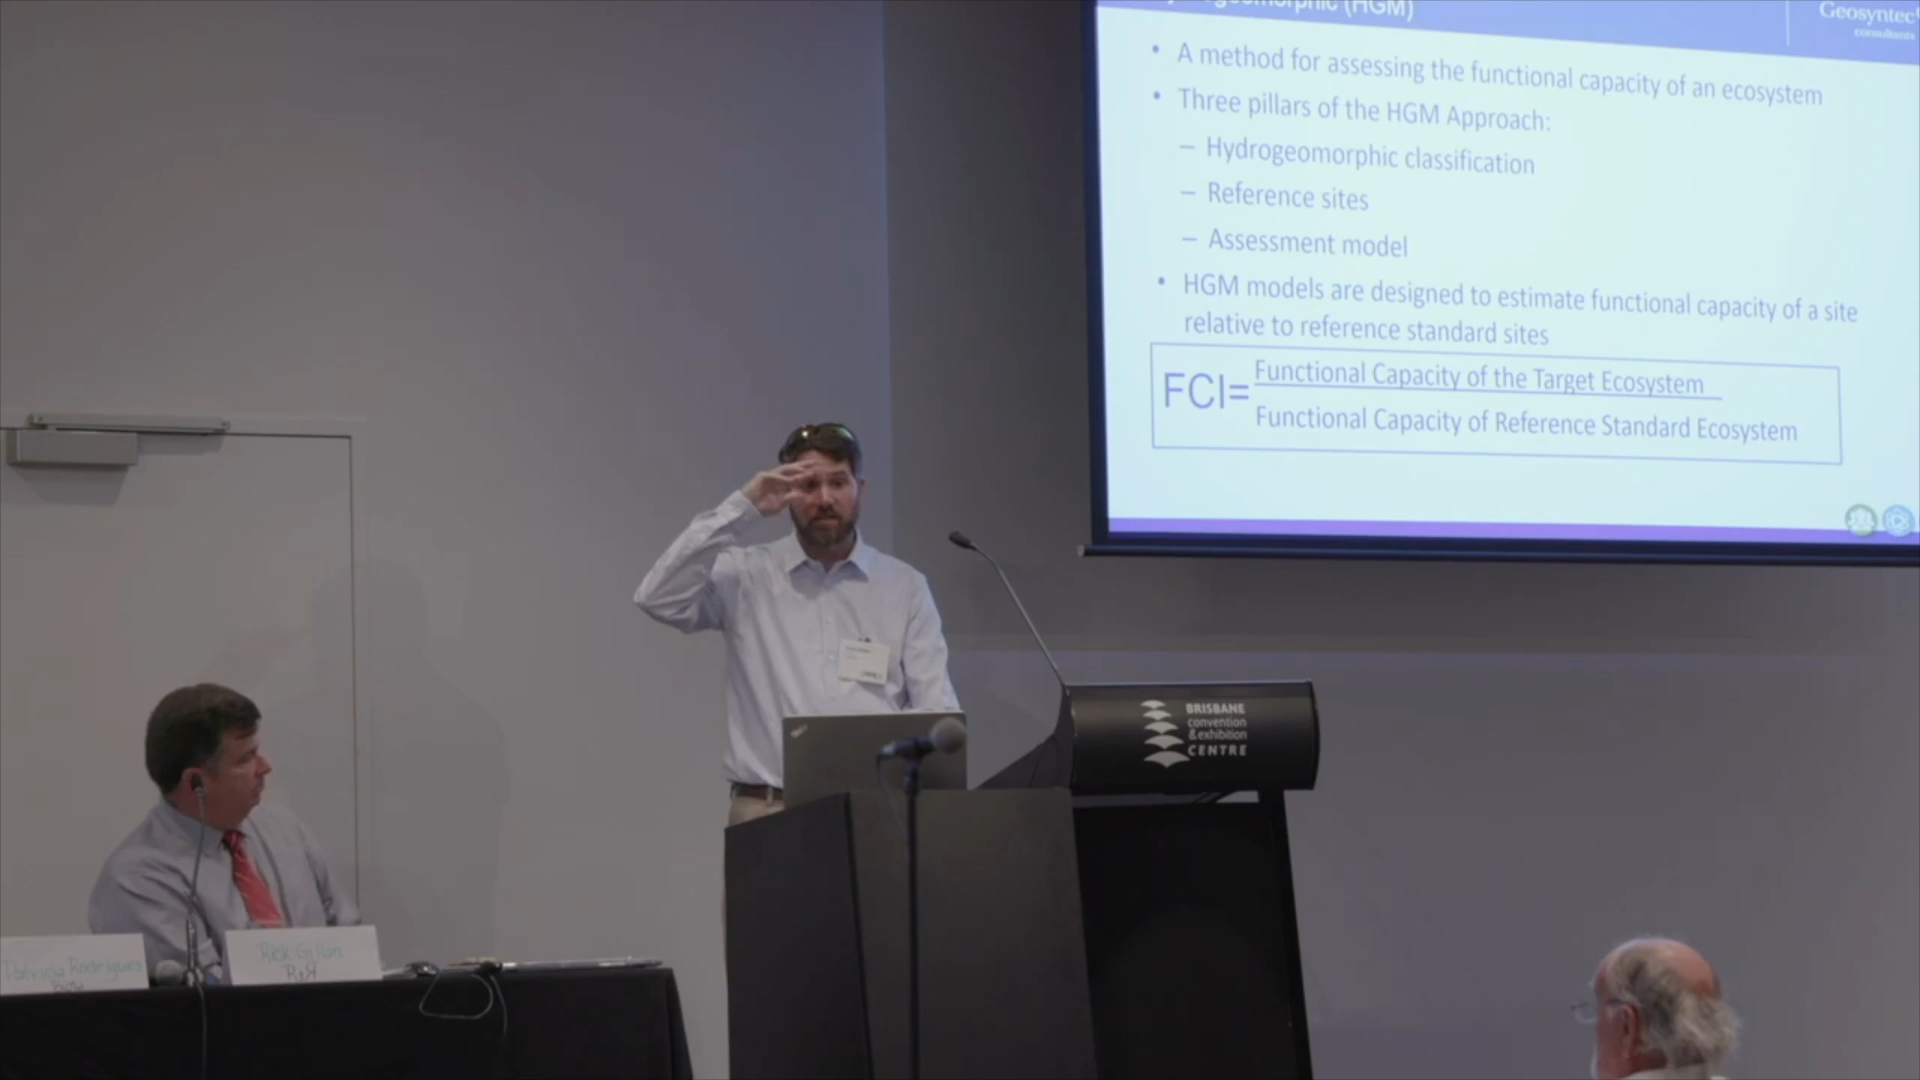 (HGM)
Geosyntec
consultants
• A method for assessing the functional capacity of an ecosystem
• Three pillars of the HGM Approach:
– Hydrogeomorphic classification
– Reference sites
– Assessment model
• HGM models are designed to estimate functional capacity of a site
relative to reference standard sites
FCI= Functional Capacity of the Target Ecosystem
Functional Capacity of Reference Standard Ecosystem
BRISBANE
convention
& exhibition
CENTRE
Patricia Rodrigues
Rick Gillan